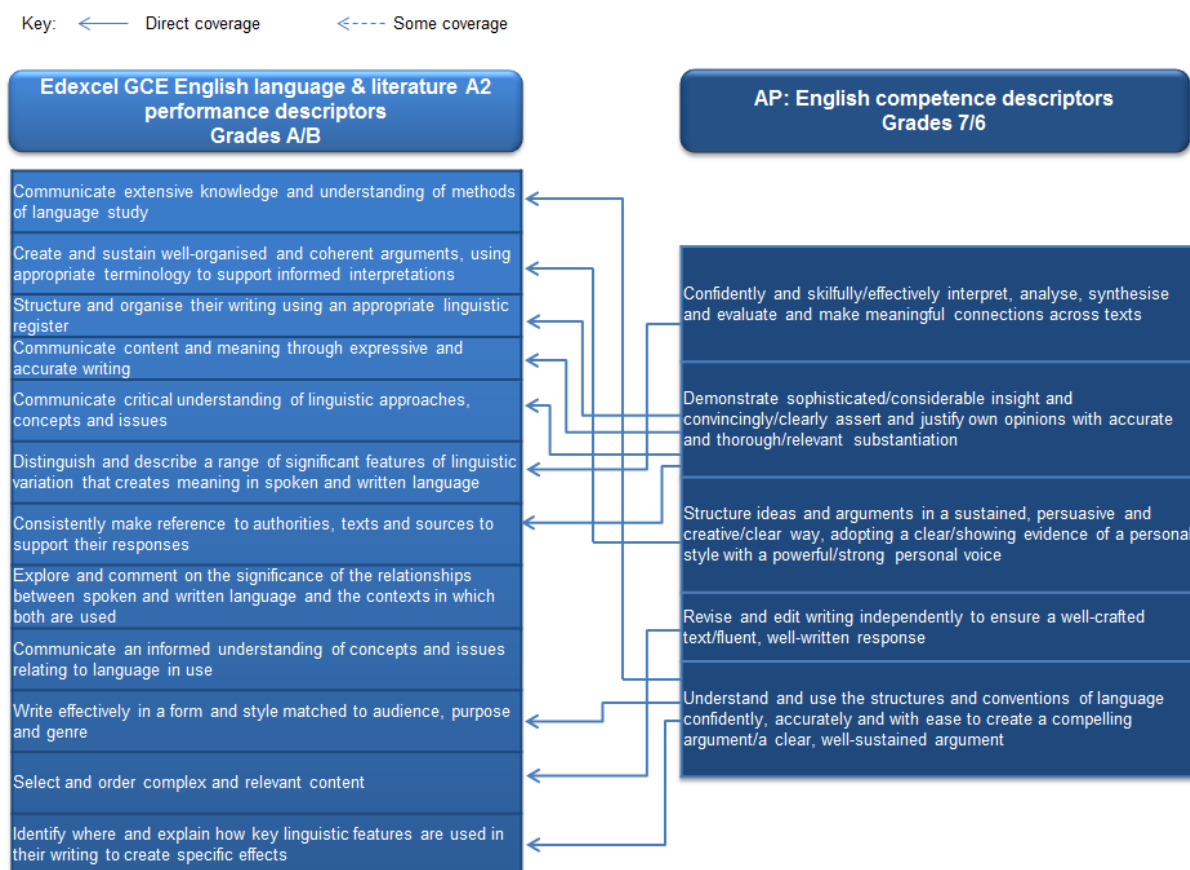 Key: Direct coverage Some coverage
Edexcel GCE English language & literature A2
performance descriptors
Grades A/B
AP: English competence descriptors
Grades 7/6
Communicate extensive knowledge and understanding of methods
of language study
Create and sustain well-organised and coherent arguments, using
appropriate terminology to support informed interpretations
Structure and organise their writing using an appropriate linguistic
register
Communicate content and meaning through expressive and
accurate writing
Communicate critical understanding of linguistic approaches,
concepts and issues
Distinguish and describe a range of significant features of linguistic
variation that creates meaning in spoken and written language
Consistently make reference to authorities, texts and sources to
support their responses
Explore and comment on the significance of the relationships
between spoken and written language and the contexts in which
both are used
Communicate an informed understanding of concepts and issues
relating to language in use
Write effectively in a form and style matched to audience, purpose
and genre
Select and order complex and relevant content
Identify where and explain how key linguistic features are used in
their writing to create specific effects
Confidently and skilfully/effectively interpret, analyse, synthesise
and evaluate and make meaningful connections across texts
Demonstrate sophisticated/considerable insight and
convincingly/clearly assert and justify own opinions with accurate
and thorough/relevant substantiation
Structure ideas and arguments in a sustained, persuasive and
creative/clear way, adopting a clear/showing evidence of a personal
style with a powerful/strong personal voice
Revise and edit writing independently to ensure a well-crafted
text/fluent, well-written response
Understand and use the structures and conventions of language
confidently, accurately and with ease to create a compelling
argument/a clear, well-sustained argument